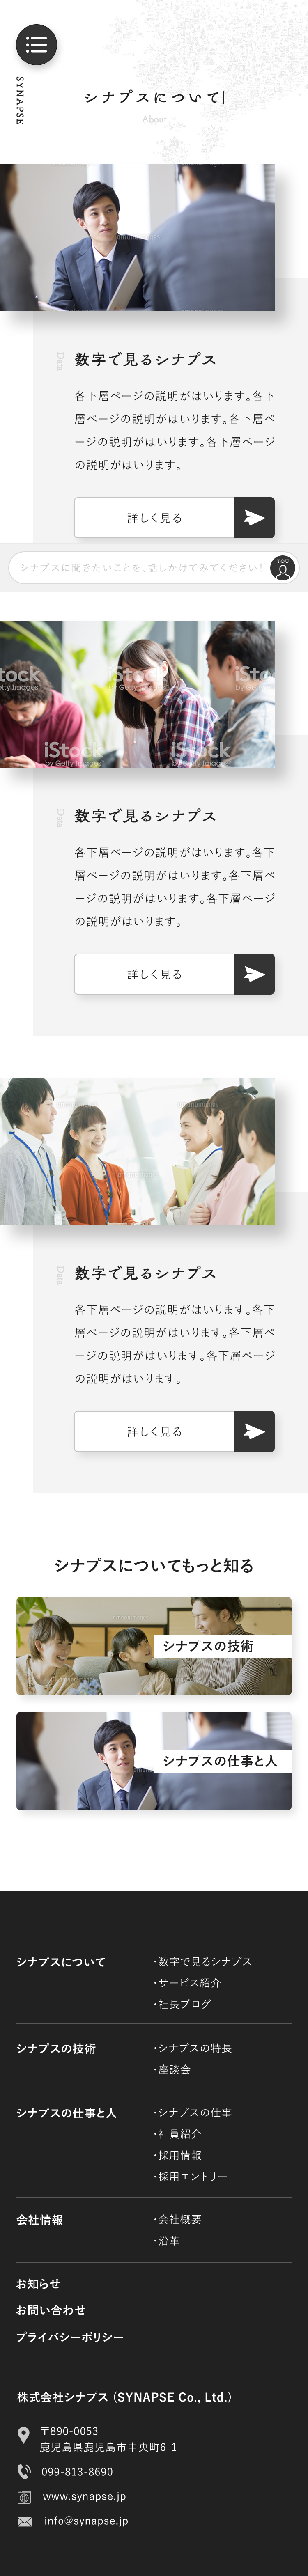 SYNAPSE
シナプスについて
About
Data
数字で見るシナプス
各下層ページの説明がはいります。各下
層ページの説明がはいります。各下層ペ
ージの説明がはいります。各下層ページ
の説明がはいります。
詳しく見る
シナプスに聞きたいことを、話しかけてみてください!
YOU
iStock
by Getty Images
iStock
by Getty Images
Data
数字で見るシナプス
各下層ページの説明がはいります。各下
層ページの説明がはいります。各下層ペ
ージの説明がはいります。各下層ページ
の説明がはいります。
詳しく見る
Data
数字で見るシナプス
各下層ページの説明がはいります。各下
層ページの説明がはいります。各下層ペ
ージの説明がはいります。各下層ページ
の説明がはいります。
詳しく見る
シナプスについてもっと知る
シナプスの技術
シナプスの仕事と人
シナプスについて
・数字で見るシナプス
・サービス紹介
・社長ブログ
シナプスの技術
・シナプスの特長
・座談会
シナプスの仕事と人
・シナプスの仕事
・社員紹介
・採用情報
・採用エントリー
会社情報
・会社概要
・沿革
お知らせ
お問い合わせ
プライバシーポリシー
株式会社シナプス (SYNAPSE Co., Ltd.)
〒890-0053
鹿児島県鹿児島市中央町6-1
099-813-8690
www.synapse.jp
info@synapse.jp